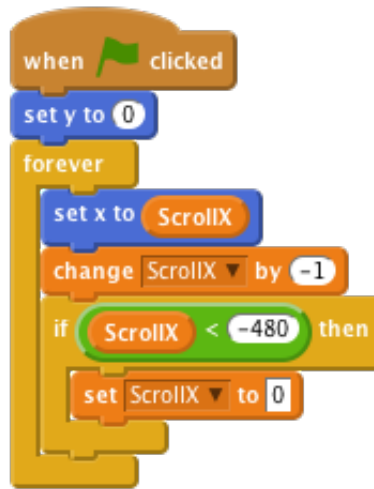 when clicked
set y to 0
forever
set x to ScrollX
change ScrollX by -1
if ScrollX < -480 then
set ScrollX to 0